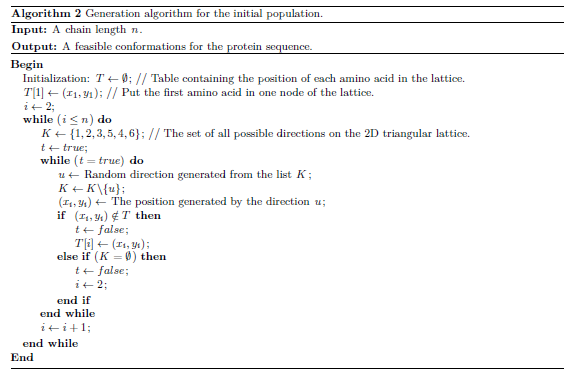 Algorithm 2 Generation algorithm for the initial population.
Input: A chain length n.
Output: A feasible conformations for the protein sequence.
Begin
Initialization: T ← ∅; // Table containing the position of each amino acid in the lattice.
T[1] ← (x₁, y₁); // Put the first amino acid in one node of the lattice.
i ← 2;
while (i ≤ n) do
K ← {1, 2, 3, 5, 4, 6}; // The set of all possible directions on the 2D triangular lattice.
t ← true;
while (t = true) do
u ← Random direction generated from the list K;
K ← K\{u};
(xᵢ, yᵢ) ← The position generated by the direction u;
if (xᵢ, yᵢ) ∉ T then
t ← false;
T[i] ← (xᵢ, yᵢ);
else if (K = ∅) then
t ← false;
i ← 2;
end if
end while
i ← i + 1;
end while
End